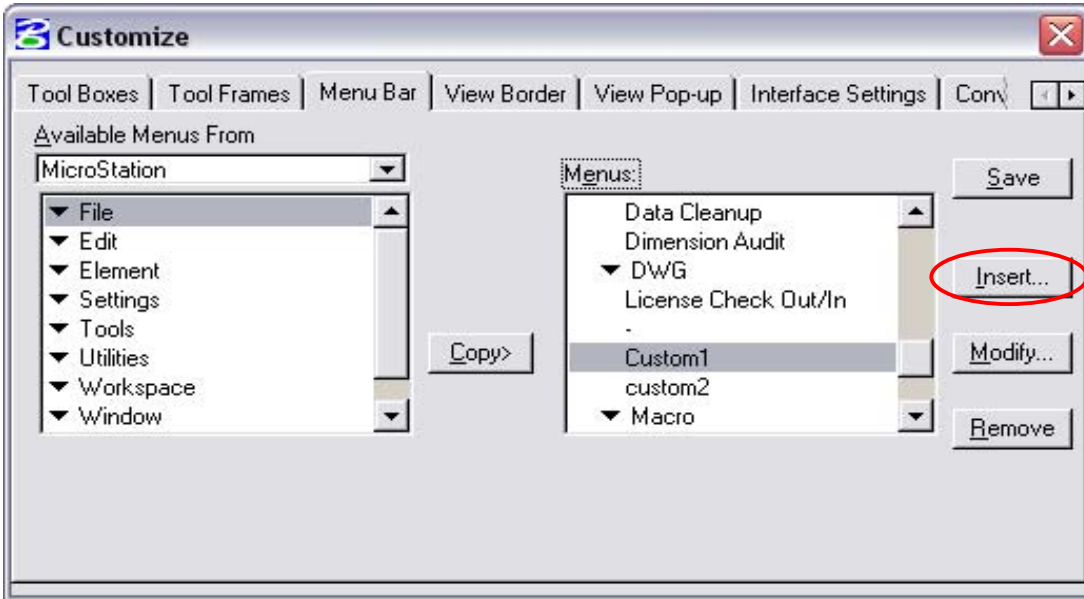 Customize
Tool Boxes Tool Frames Menu Bar View Border View Pop-up Interface Settings Conv
Available Menus From
MicroStation
File
Edit
Element
Settings
Tools
Utilities
Workspace
Window
Copy>
Menus:
Data Cleanup
Dimension Audit
DWG
License Check Out/In
-
Custom1
custom2
Macro
Save
Insert...
Modify...
Remove